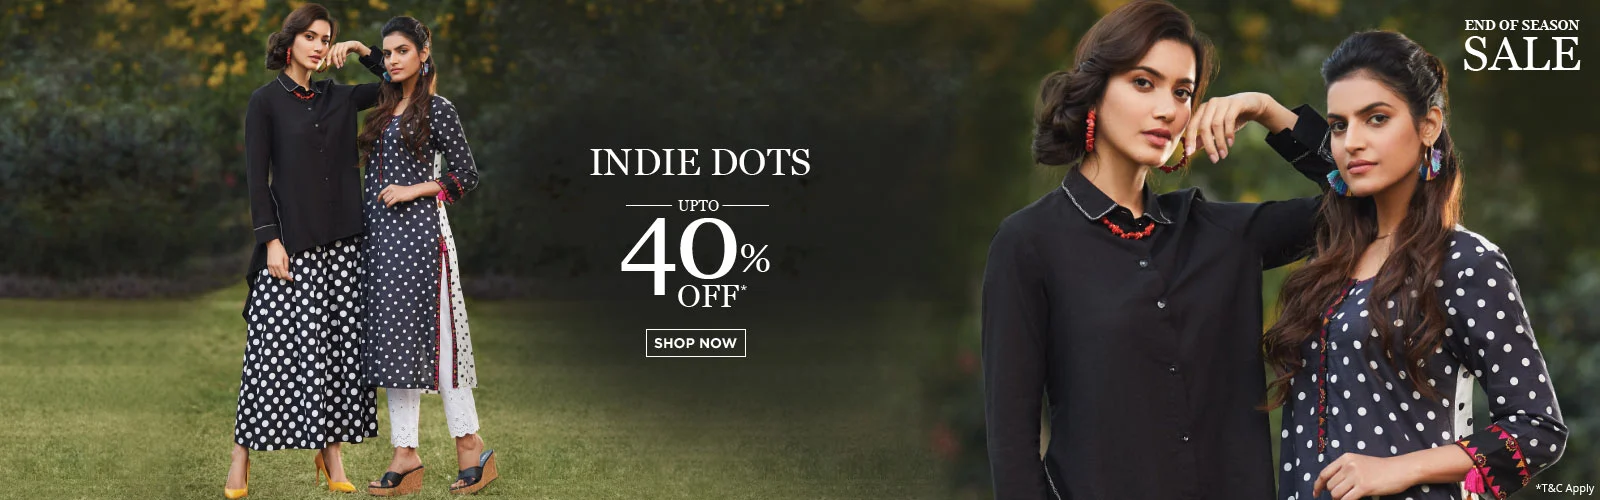 INDIE DOTS
UPTO
40%
OFF*
SHOP NOW
END OF SEASON
SALE
*T&C Apply